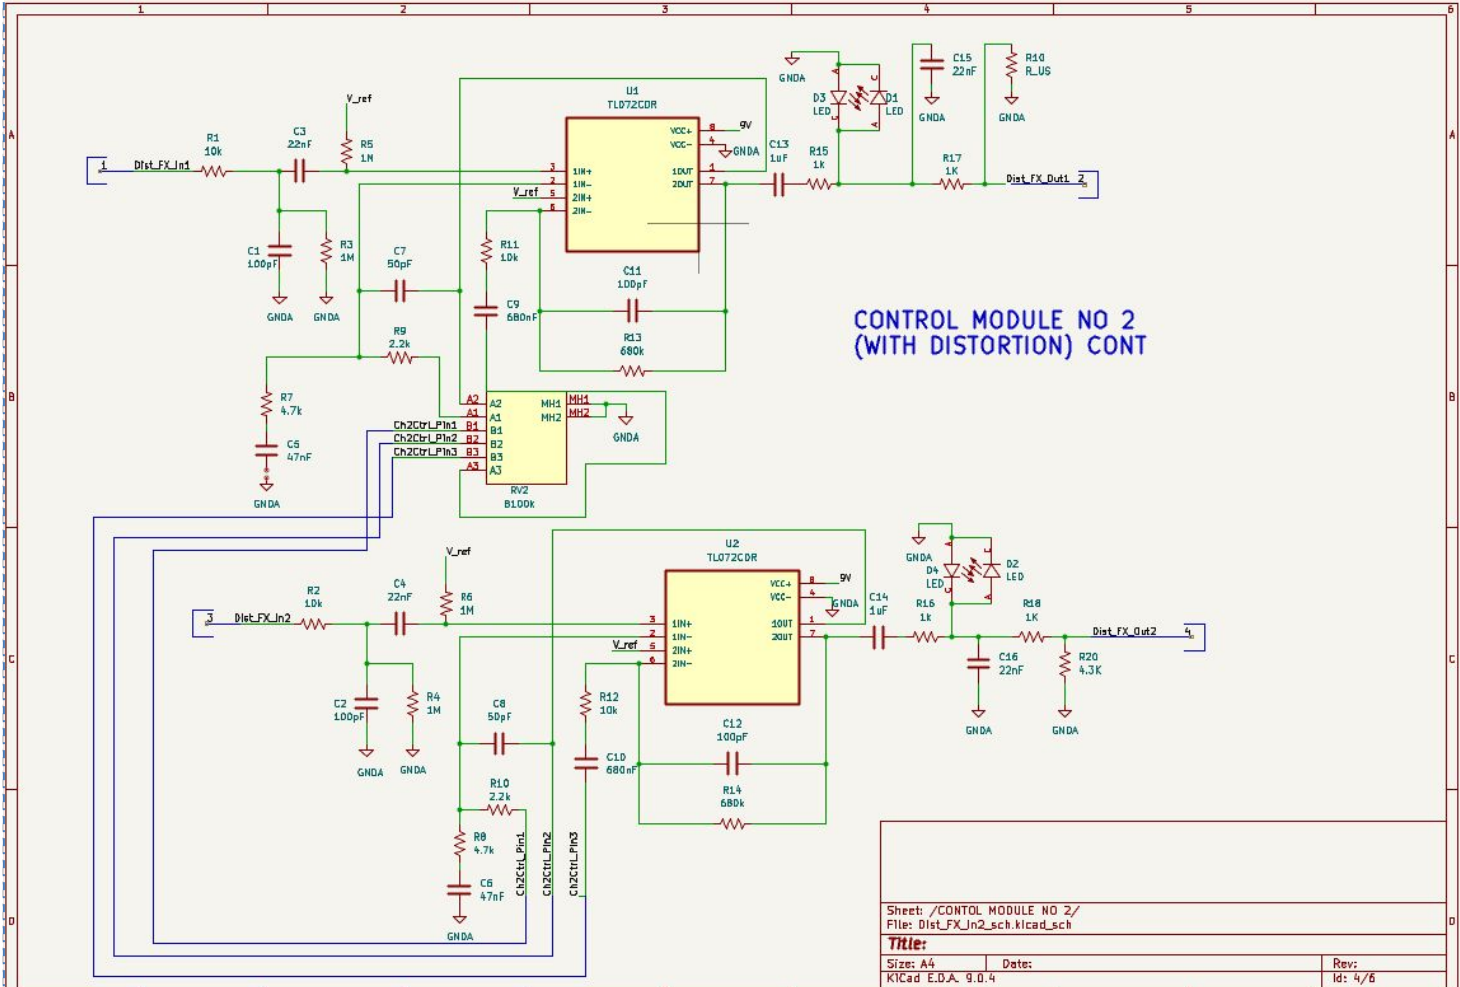 1 2 3 4 5 6
A
B
C
D
A
B
C
D
V_ref
R1
10k
C3
22nF
R5
1M
1
Dist_FX_In1
C1
100pF
R3
1M
GNDA
GNDA
C7
50pF
R9
2.2k
R7
4.7k
C5
47nF
GNDA
U1
TL072CDR
VCC+
VCC-
1OUT
2OUT
1IN+
1IN-
2IN+
2IN-
3
2
5
6
8
4
1
7
9V
GNDA
V_ref
R11
10k
C9
680nF
C11
100pF
R13
680k
C13
1uF
R15
1k
GNDA
D3
LED
D1
LED
A
C
C
A
C15
22nF
GNDA
R19
R_US
GNDA
R17
1K
Dist_FX_Out1
2
CONTROL MODULE NO 2
(WITH DISTORTION) CONT
Ch2Ctrl_Pin1
Ch2Ctrl_Pin2
Ch2Ctrl_Pin3
A2
A1
B1
B2
B3
A3
A2
A1
B1
B2
B3
A3
MH1
MH2
MH1
MH2
GNDA
RV2
B100k
V_ref
R2
10k
C4
22nF
R6
1M
3
Dist_FX_In2
C2
100pF
R4
1M
GNDA
GNDA
C8
50pF
R10
2.2k
R8
4.7k
C6
47nF
GNDA
Ch2Ctrl_Pin1
Ch2Ctrl_Pin2
Ch2Ctrl_Pin3
U2
TL072CDR
VCC+
VCC-
1OUT
2OUT
1IN+
1IN-
2IN+
2IN-
3
2
5
6
8
4
1
7
9V
GNDA
V_ref
R12
10k
C10
680nF
C12
100pF
R14
680k
C14
1uF
R16
1k
GNDA
D4
LED
D2
LED
A
C
C
A
R18
1K
C16
22nF
GNDA
R20
4.3K
GNDA
Dist_FX_Out2
4
Sheet: /CONTOL MODULE NO 2/
File: Dist_FX_In2_sch.kicad_sch
Title:
Size: A4 Date: Rev:
KiCad E.D.A. 9.0.4 Id: 4/6